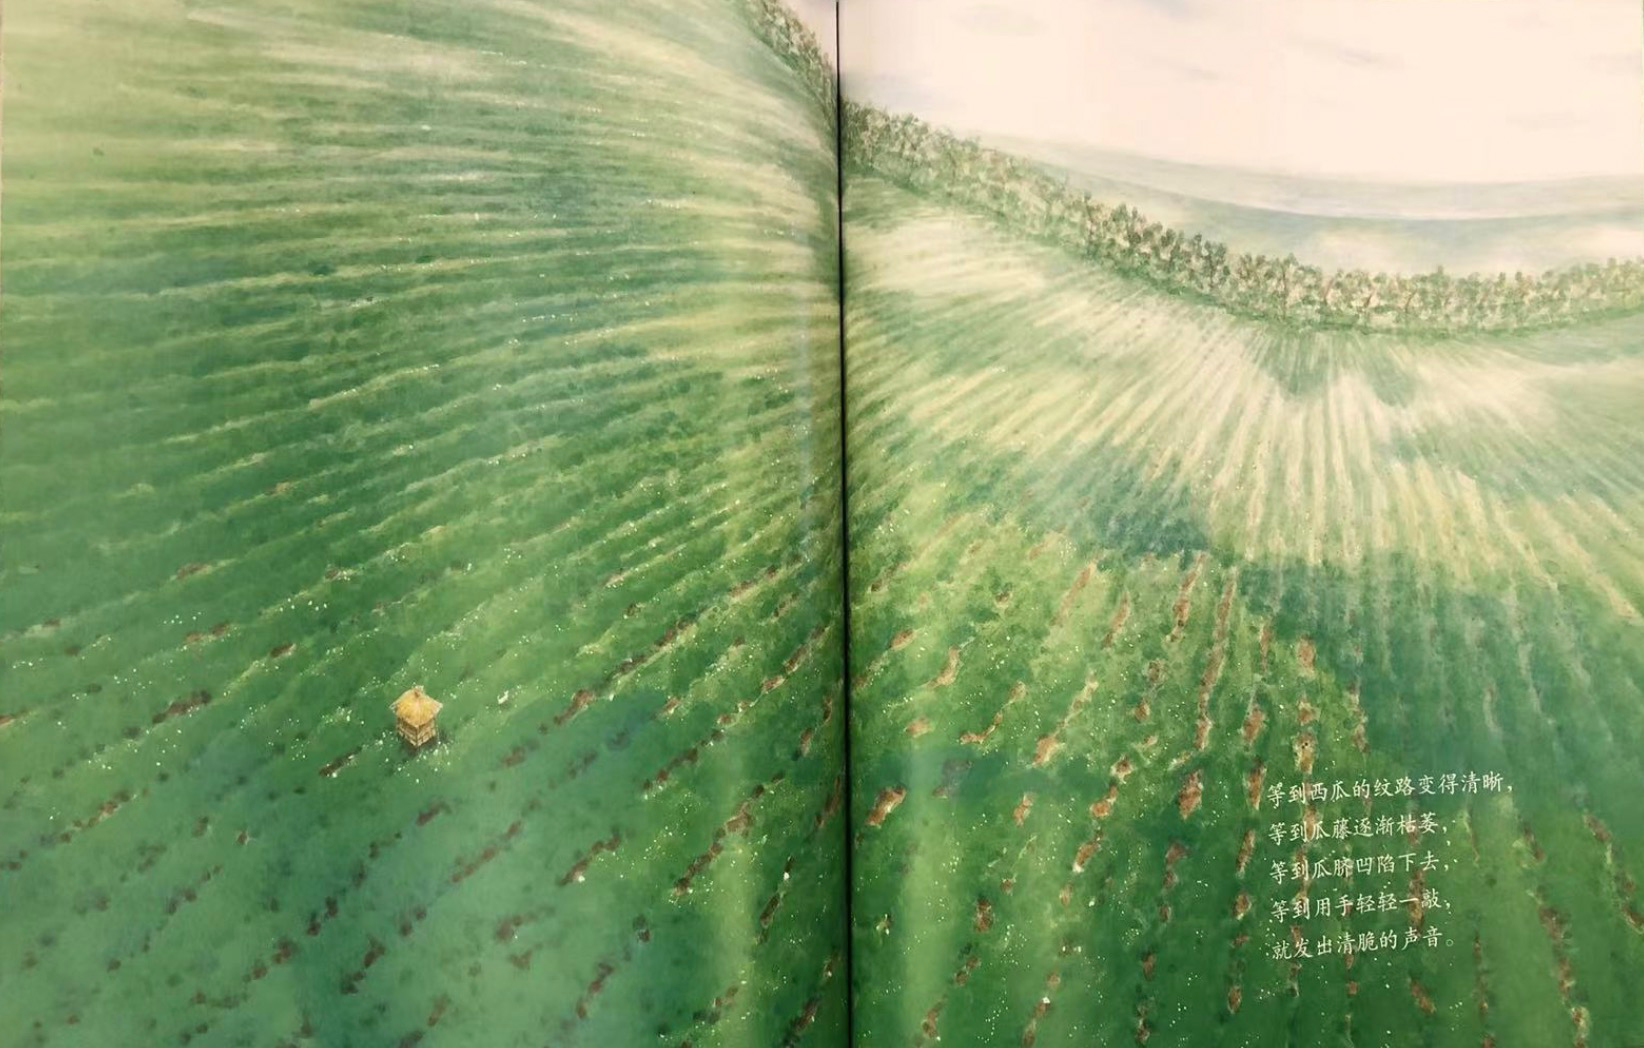 等到西瓜的纹路变得清晰，
等到瓜藤逐渐枯萎，
等到瓜脐凹陷下去，
等到用手轻轻一敲，
就发出清脆的声音。